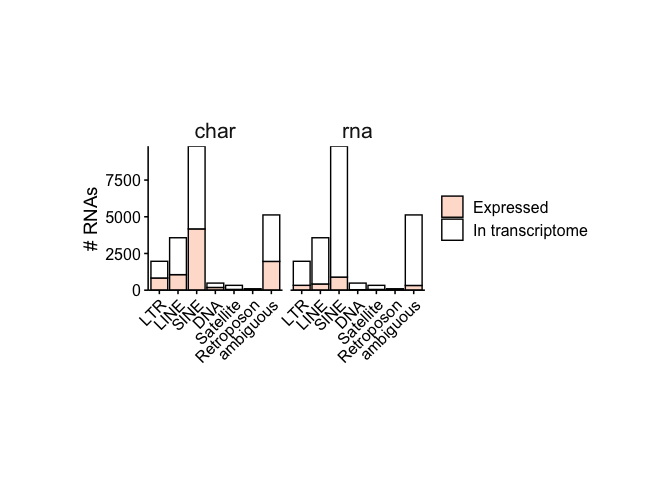 char
rna
# RNAs
7500
5000
2500
0
LTR
LINE
SINE
DNA
Satellite
Retroposon
ambiguous
LTR
LINE
SINE
DNA
Satellite
Retroposon
ambiguous
Expressed
In transcriptome